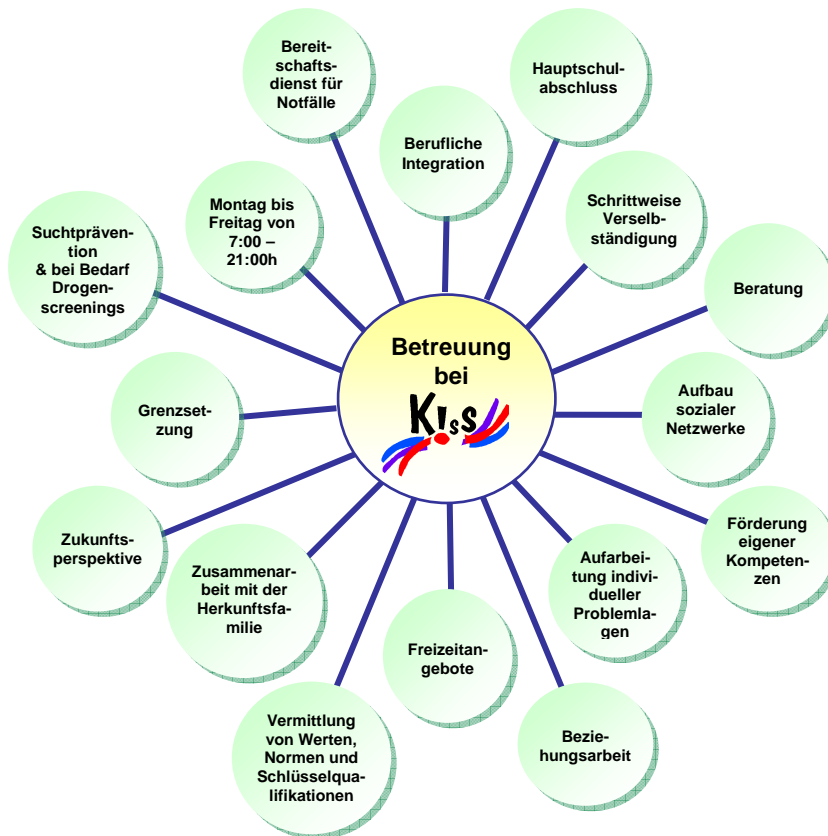 Bereit-
schafts-
dienst für
Notfälle
Hauptschul-
abschluss
Berufliche
Integration
Montag bis
Freitag von
7:00 –
21:00h
Schrittweise
Verselb-
ständigung
Suchtpräven-
tion
& bei Bedarf
Drogen-
screenings
Beratung
Betreuung
bei
K!ss
Grenzset-
zung
Aufbau
sozialer
Netzwerke
Zukunfts-
perspektive
Förderung
eigener
Kompeten-
zen
Zusammenar-
beit mit der
Herkunftsfa-
milie
Aufarbei-
tung indivi-
dueller
Problemla-
gen
Freizeitan-
gebote
Vermittlung
von Werten,
Normen und
Schlüsselqua-
lifikationen
Bezie-
hungsarbeit